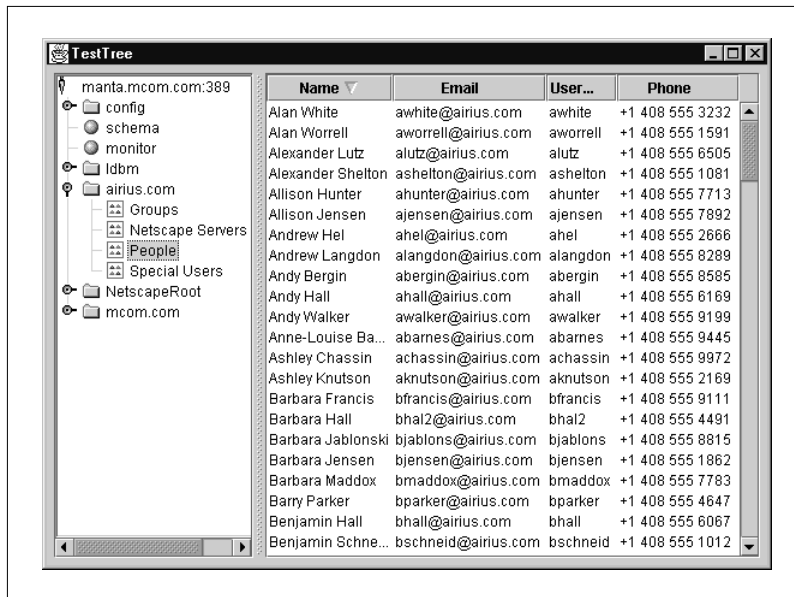 TestTree
manta.mcom.com:389
config
schema
monitor
ldbm
airius.com
Groups
Netscape Servers
People
Special Users
NetscapeRoot
mcom.com
Name Email User... Phone
Alan White awhite@airius.com awhite +1 408 555 3232
Alan Worrell aworrell@airius.com aworrell +1 408 555 1591
Alexander Lutz alutz@airius.com alutz +1 408 555 6505
Alexander Shelton ashelton@airius.com ashelton +1 408 555 1081
Allison Hunter ahunter@airius.com ahunter +1 408 555 7713
Allison Jensen ajensen@airius.com ajensen +1 408 555 7892
Andrew Hel ahel@airius.com ahel +1 408 555 2666
Andrew Langdon alangdon@airius.com alangdon +1 408 555 8289
Andy Bergin abergin@airius.com abergin +1 408 555 8585
Andy Hall ahall@airius.com ahall +1 408 555 6169
Andy Walker awalker@airius.com awalker +1 408 555 9199
Anne-Louise Ba... abarnes@airius.com abarnes +1 408 555 9445
Ashley Chassin achassin@airius.com achassin +1 408 555 9972
Ashley Knutson aknutson@airius.com aknutson +1 408 555 2169
Barbara Francis bfrancis@airius.com bfrancis +1 408 555 9111
Barbara Hall bhal2@airius.com bhal2 +1 408 555 4491
Barbara Jablonski bjablons@airius.com bjablons +1 408 555 8815
Barbara Jensen bjensen@airius.com bjensen +1 408 555 1862
Barbara Maddox bmaddox@airius.com bmaddox +1 408 555 7783
Barry Parker bparker@airius.com bparker +1 408 555 4647
Benjamin Hall bhall@airius.com bhall +1 408 555 6067
Benjamin Schne... bschneid@airius.com bschneid +1 408 555 1012